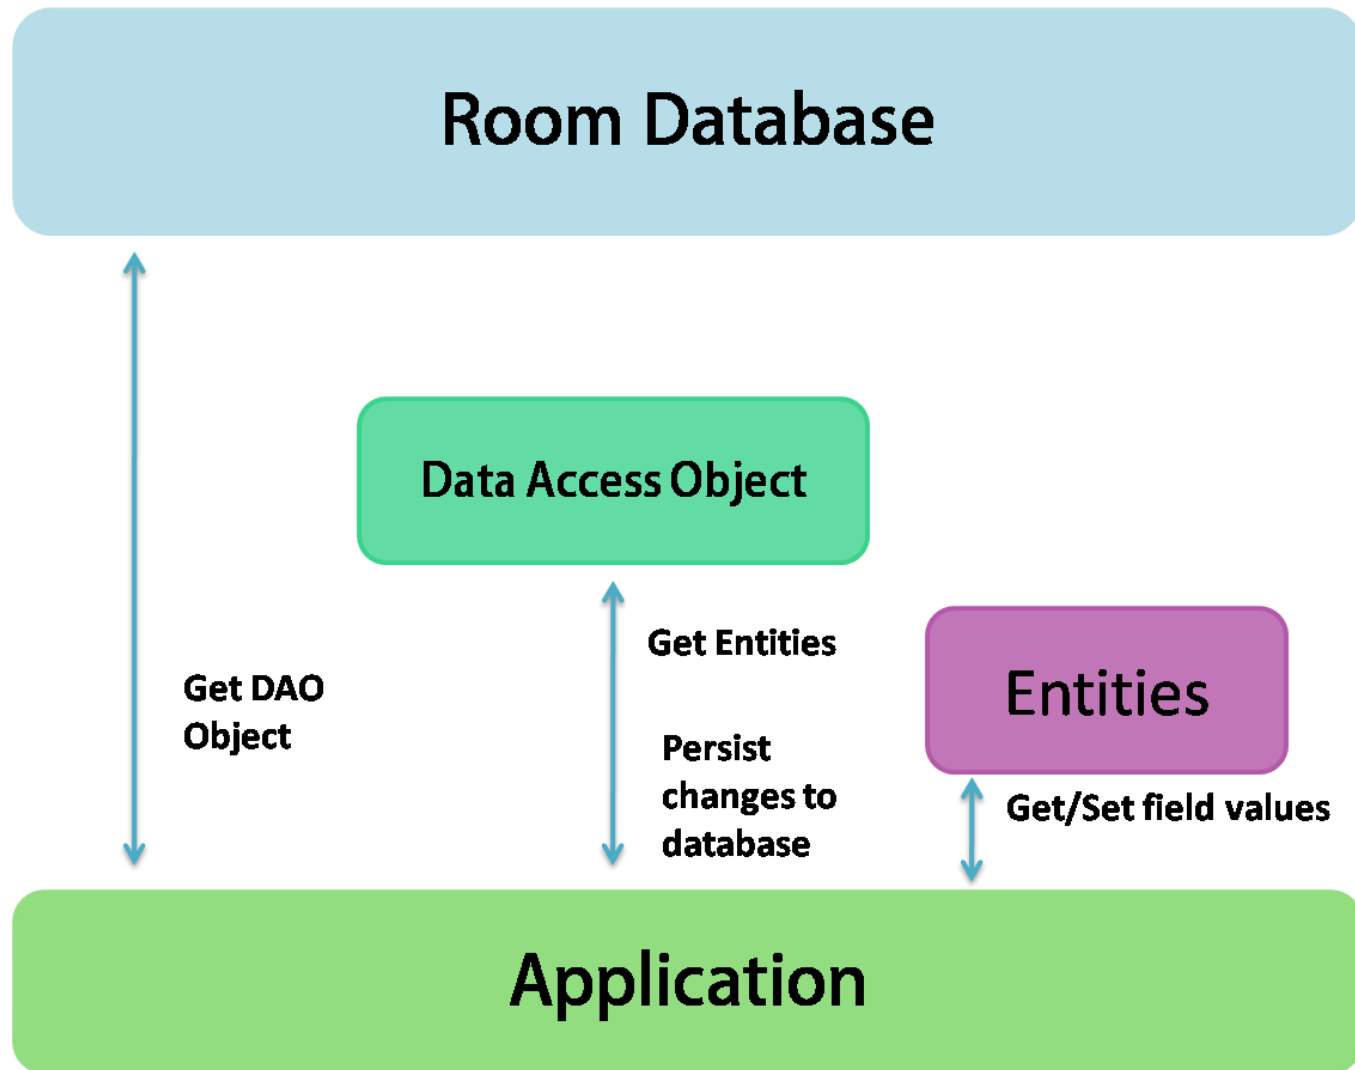 Room Database
Data Access Object
Get Entities
Entities
Get DAO
Object
Persist
changes to
database
Get/Set field values
Application